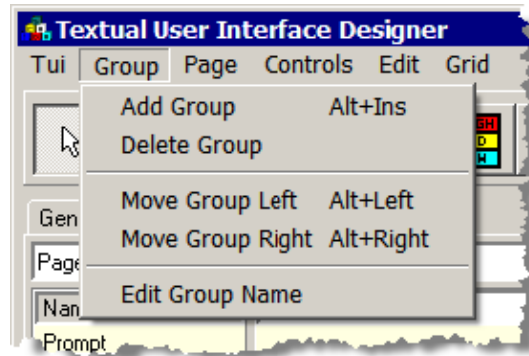 Textual User Interface Designer
Tui Group Page Controls Edit Grid
Add Group Alt+Ins
Delete Group
Move Group Left Alt+Left
Move Group Right Alt+Right
Edit Group Name
Gen
Page
Nam
Prompt